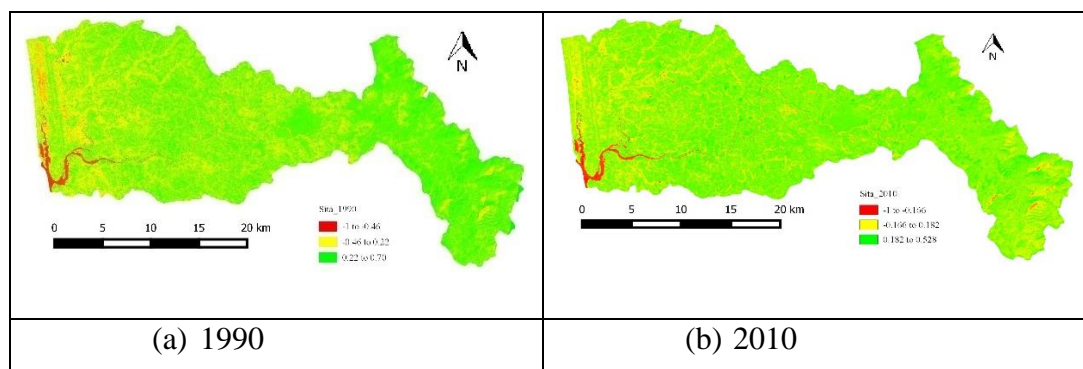 N
Sita_1990
-1 to -0.46
-0.46 to 0.22
0.22 to 0.70
0 5 10 15 20 km
(a) 1990
N
Sita_2010
-1 to -0.166
-0.166 to 0.182
0.182 to 0.528
0 5 10 15 20 km
(b) 2010